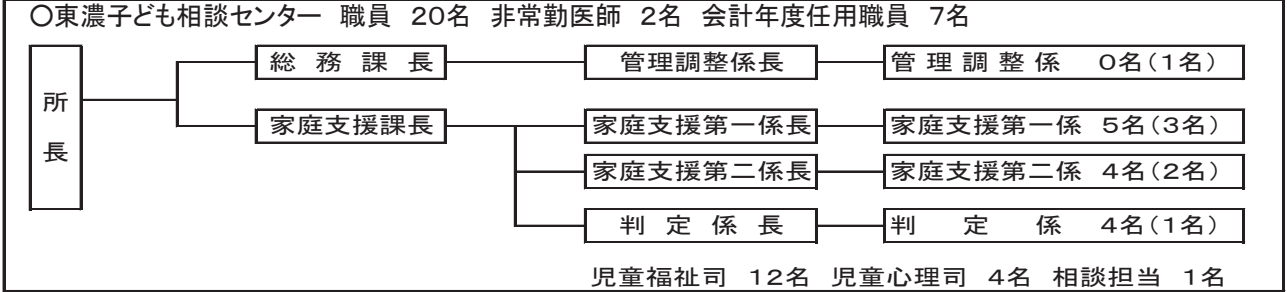 〇東濃子ども相談センター 職員 20名 非常勤医師 2名 会計年度任用職員 7名
所長
総務課長 管理調整係長 管理調整係 0名(1名)
家庭支援課長 家庭支援第一係長 家庭支援第一係 5名(3名)
家庭支援第二係長 家庭支援第二係 4名(2名)
判定係長 判定係 4名(1名)
児童福祉司 12名 児童心理司 4名 相談担当 1名